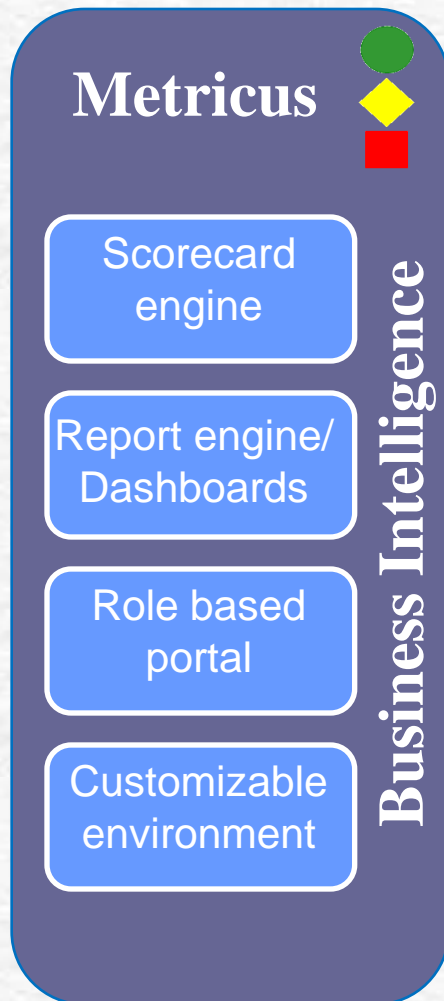 Metricus
Scorecard
engine
Report engine/
Dashboards
Role based
portal
Customizable
environment
Business Intelligence